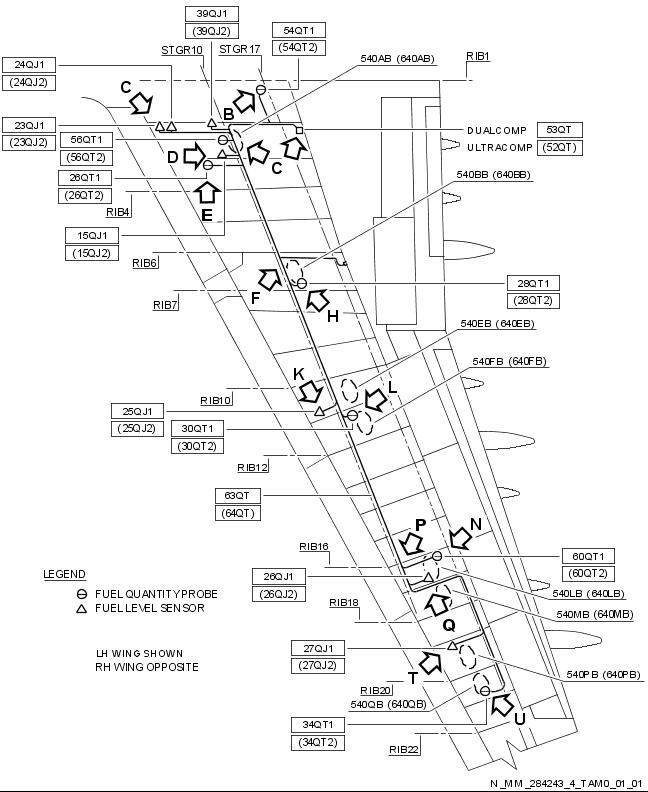 39QJ1
(39QJ2)
54QT1
(54QT2)
STGR10
STGR17
540AB (640AB)
RIB1
24QJ1
(24QJ2)
C
B
23QJ1
(23QJ2)
56QT1
(56QT2)
D
C
DUALCOMP
ULTRACOMP
53QT
(52QT)
26QT1
(26QT2)
540BB (640BB)
RIB4
E
15QJ1
(15QJ2)
RIB6
F
H
28QT1
(28QT2)
RIB7
540EB (640EB)
540FB (640FB)
K
L
RIB10
25QJ1
(25QJ2)
30QT1
(30QT2)
RIB12
63QT
(64QT)
P
N
RIB16
60QT1
(60QT2)
LEGEND
FUEL QUANTITY PROBE
FUEL LEVEL SENSOR
26QJ1
(26QJ2)
540LB (640LB)
RIB18
540MB (640MB)
Q
LH WING SHOWN
RH WING OPPOSITE
27QJ1
(27QJ2)
T
540PB (640PB)
RIB20
540QB (640QB)
34QT1
(34QT2)
U
RIB22
N_MM_284243_4_TAM0_01_01